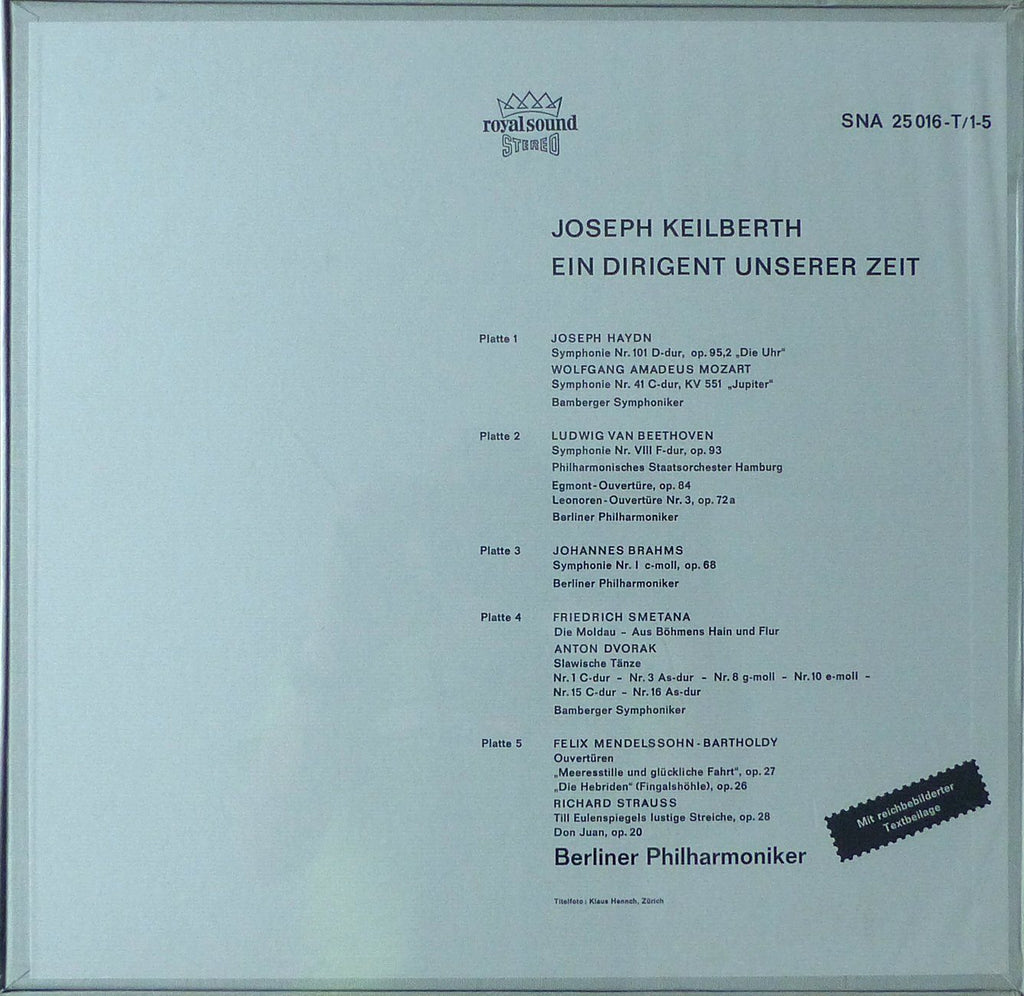 royal sound
STEREO
SNA 25 016-T/1-5
JOSEPH KEILBERTH
EIN DIRIGENT UNSERER ZEIT
Platte 1 JOSEPH HAYDN
Symphonie Nr. 101 D-dur, op. 95,2 „Die Uhr“
WOLFGANG AMADEUS MOZART
Symphonie Nr. 41 C-dur, KV 551 „Jupiter“
Bamberger Symphoniker
Platte 2 LUDWIG VAN BEETHOVEN
Symphonie Nr. VIII F-dur, op. 93
Philharmonisches Staatsorchester Hamburg
Egmont-Ouvertüre, op. 84
Leonoren-Ouvertüre Nr. 3, op. 72a
Berliner Philharmoniker
Platte 3 JOHANNES BRAHMS
Symphonie Nr. I c-moll, op. 68
Berliner Philharmoniker
Platte 4 FRIEDRICH SMETANA
Die Moldau – Aus Böhmens Hain und Flur
ANTON DVORAK
Slawische Tänze
Nr. 1 C-dur – Nr. 3 As-dur – Nr. 8 g-moll – Nr. 10 e-moll –
Nr. 15 C-dur – Nr. 16 As-dur
Bamberger Symphoniker
Platte 5 FELIX MENDELSSOHN-BARTHOLDY
Ouvertüren
„Meeresstille und glückliche Fahrt“, op. 27
„Die Hebriden“ (Fingalshöhle), op. 26
RICHARD STRAUSS
Till Eulenspiegels lustige Streiche, op. 28
Don Juan, op. 20
Berliner Philharmoniker
Mit reichbebilderter
Textbeilage
Titelfoto: Klaus Hennch, Zürich